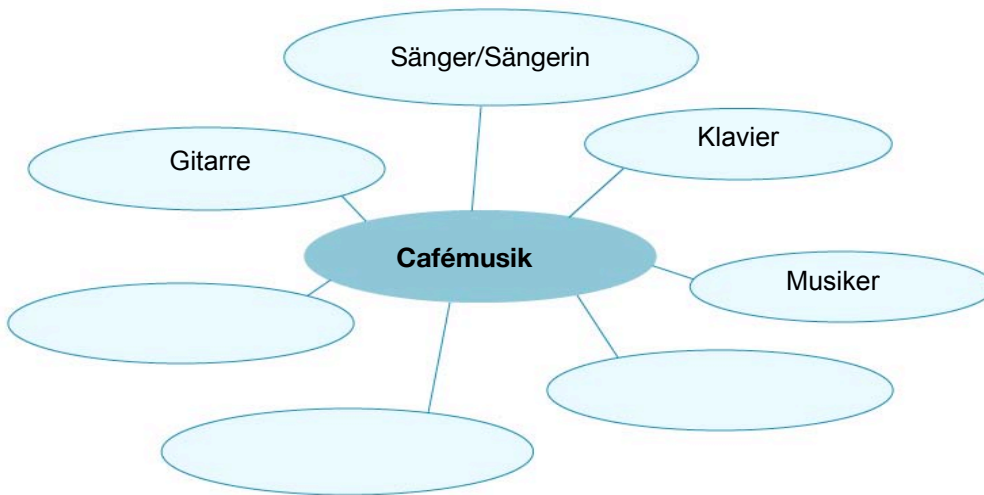 Sänger/Sängerin
Klavier
Gitarre
Cafémusik
Musiker